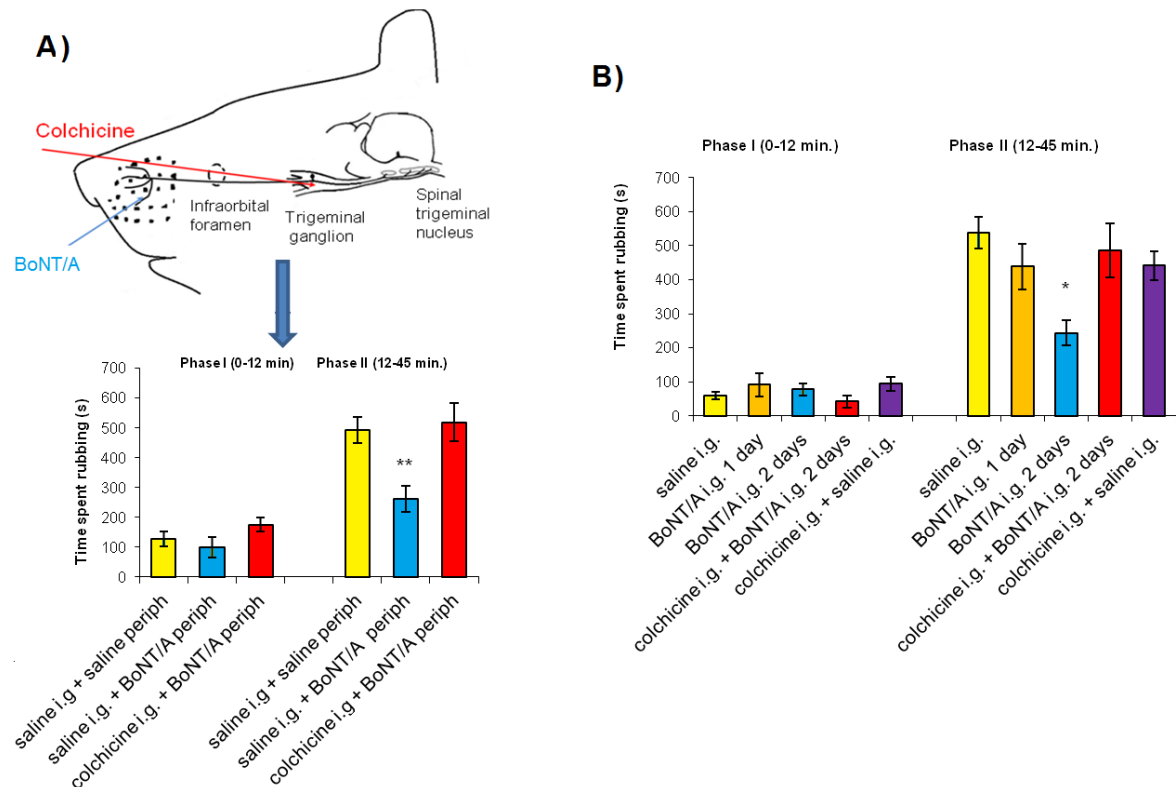 A)
Colchicine
Infraorbital
foramen
Trigeminal
ganglion
Spinal
trigeminal
nucleus
BoNT/A
Phase I (0-12 min)
Phase II (12-45 min.)
Time spent rubbing (s)
700
600
500
400
300
200
100
0
saline i.g + saline periph
saline i.g. + BoNT/A periph
colchicine i.g. + BoNT/A periph
saline i.g + saline periph
saline i.g. + BoNT/A periph
colchicine i.g + BoNT/A periph
**
B)
Phase I (0-12 min.)
Phase II (12-45 min.)
Time spent rubbing (s)
700
600
500
400
300
200
100
0
*
saline i.g.
BoNT/A i.g. 1 day
BoNT/A i.g. 2 days
colchicine i.g. + BoNT/A i.g. 2 days
colchicine i.g. + saline i.g.
saline i.g.
BoNT/A i.g. 1 day
BoNT/A i.g. 2 days
colchicine i.g. + BoNT/A i.g. 2 days
colchicine i.g. + saline i.g.